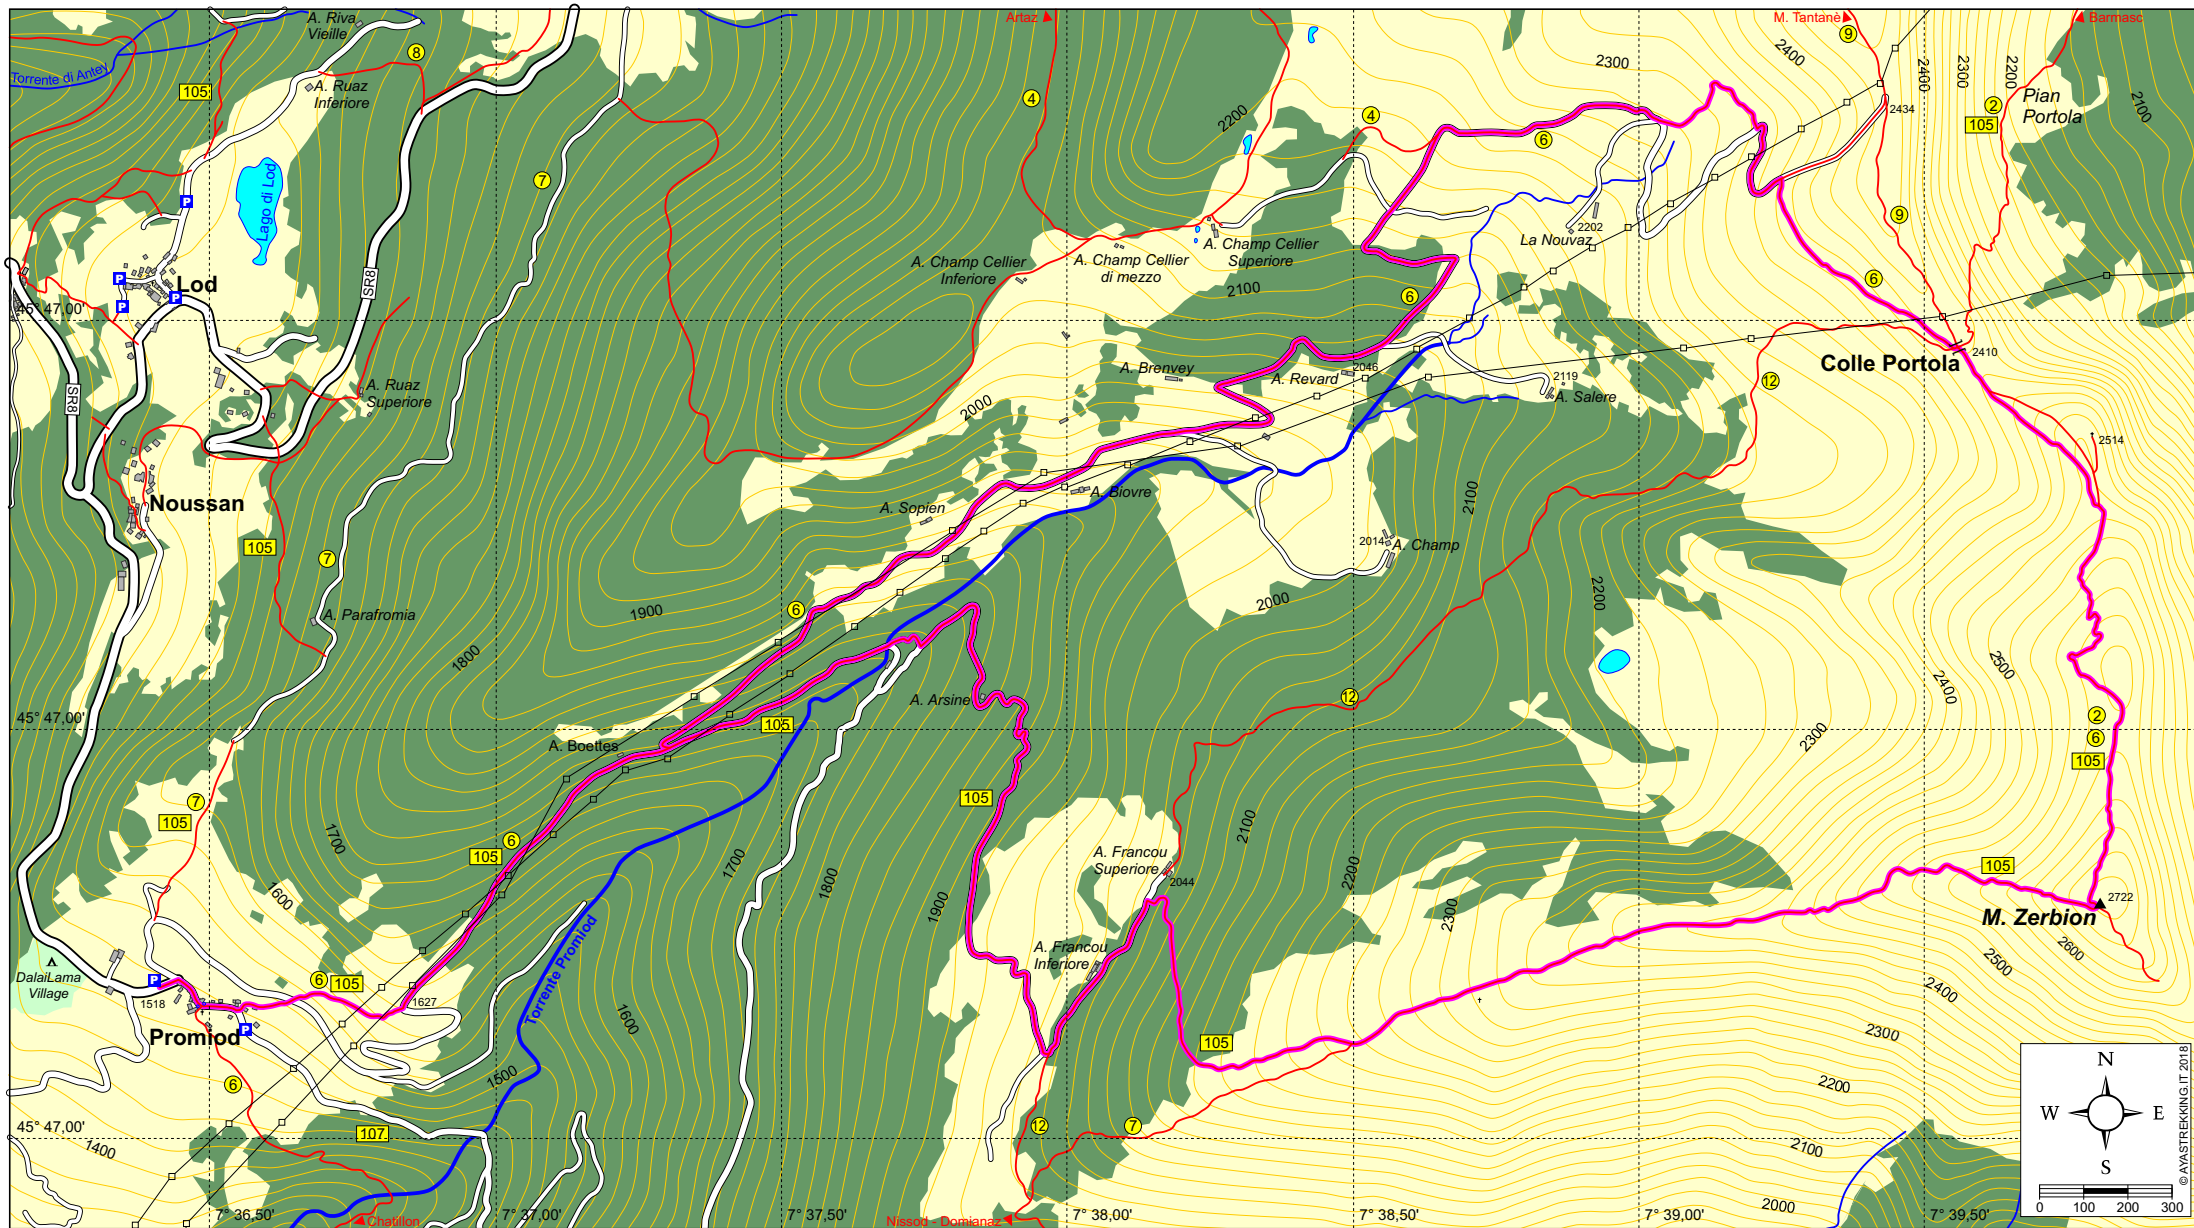 A. Riva
Vieille
8
Artaz
M. Tantanè
Barmasc
9
Torrente di Antey
105
A. Ruaz
Inferiore
4
2200
4
2300
2400
2434
2400
2300
2200
2
105
Pian
Portola
2100
7
6
Lago di Lod
SR8
Lod
A. Champ Cellier
Inferiore
A. Champ Cellier
di mezzo
A. Champ Cellier
Superiore
2100
La Nouvaz
2202
9
6
6
45° 47,00'
SR8
A. Ruaz
Superiore
A. Brenvey
A. Revard
2046
2119
A. Salere
12
Colle Portola
2410
2000
2514
Noussan
105
7
A. Sopien
A. Biovre
2014
A. Champ
2100
2200
2000
A. Parafromia
1900
1800
6
45° 47,00'
A. Boettes
105
A. Arsine
12
2400
2500
2300
2
6
105
7
105
1700
1600
6
105
1700
1800
1900
105
A. Francou
Superiore
2044
2100
2200
2300
105
M. Zerbion
2722
2600
2500
2400
DalaiLama
Village
1518
Promiod
6
105
1627
Torrente Promiod
1600
1500
A. Francou
Inferiore
105
2300
2200
2100
2000
6
107
12
7
45° 47,00'
1400
7° 36,50'
Chatillon
7° 37,00'
7° 37,50'
Nissod - Domianaz
7° 38,00'
7° 38,50'
7° 39,00'
7° 39,50'
N
W E
S
0 100 200 300
© AYASTREKKING.IT 2018